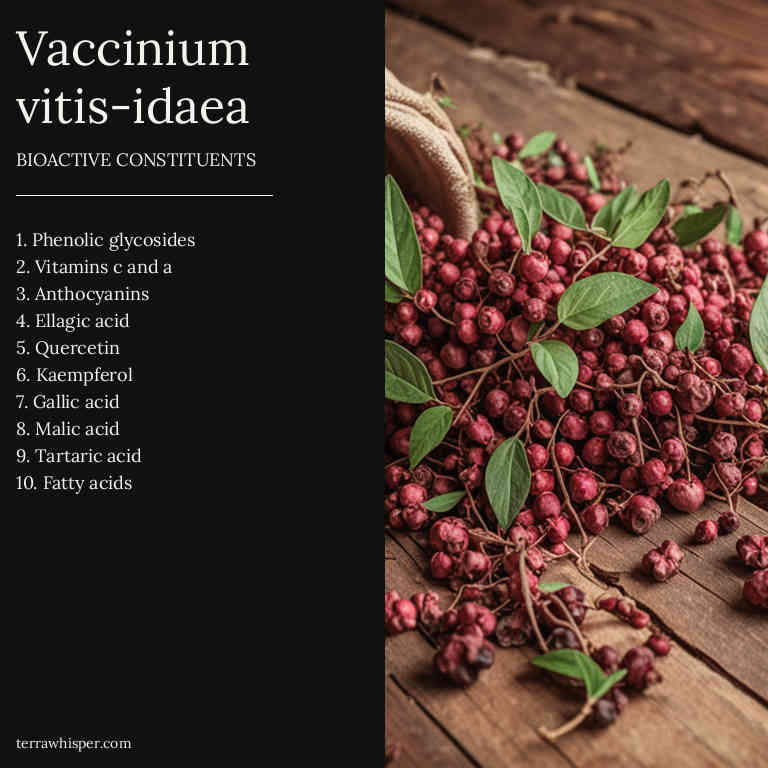 Vaccinium
vitis-idaea
BIOACTIVE CONSTITUENTS
1. Phenolic glycosides
2. Vitamins c and a
3. Anthocyanins
4. Ellagic acid
5. Quercetin
6. Kaempferol
7. Gallic acid
8. Malic acid
9. Tartaric acid
10. Fatty acids
terrawhisper.com